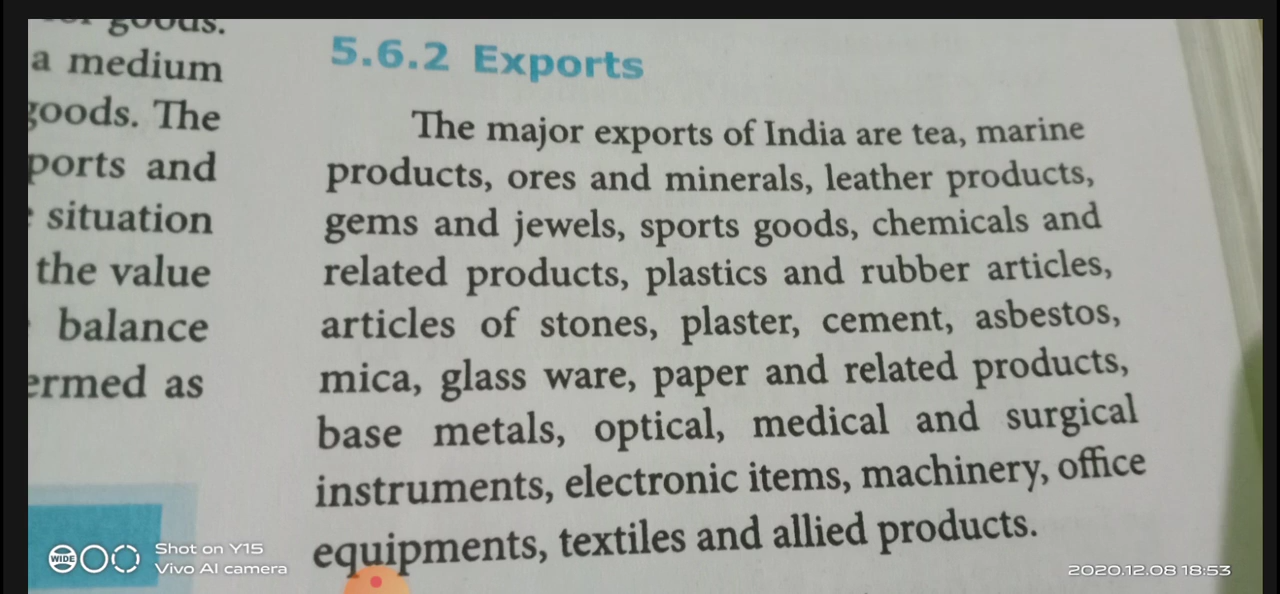 goods.
a medium
goods. The
ports and
situation
the value
balance
ermed as
5.6.2 Exports
The major exports of India are tea, marine
products, ores and minerals, leather products,
gems and jewels, sports goods, chemicals and
related products, plastics and rubber articles,
articles of stones, plaster, cement, asbestos,
mica, glass ware, paper and related products,
base metals, optical, medical and surgical
instruments, electronic items, machinery, office
equipments, textiles and allied products.
WIDE
Shot on Y15
Vivo AI camera
2020.12.08 18:53